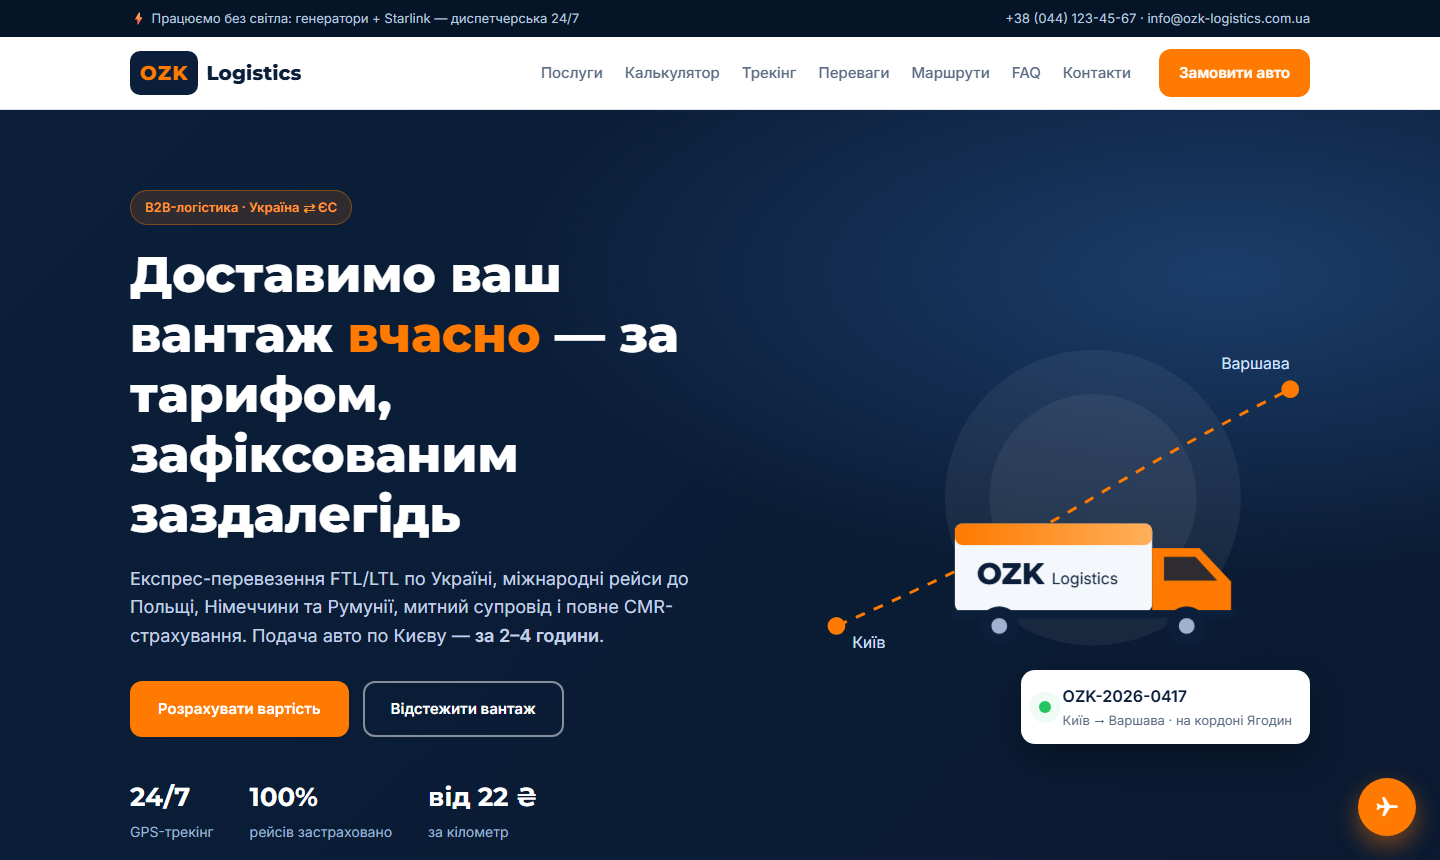 Працюємо без світла: генератори + Starlink — диспетчерська 24/7
+38 (044) 123-45-67 · info@ozk-logistics.com.ua
OZK Logistics
Послуги Калькулятор Трекінг Переваги Маршрути FAQ Контакти
Замовити авто
B2B-логістика · Україна ⇄ ЄС
Доставимо ваш
вантаж вчасно — за
тарифом,
зафіксованим
заздалегідь
Експрес-перевезення FTL/LTL по Україні, міжнародні рейси до
Польщі, Німеччини та Румунії, митний супровід і повне CMR-
страхування. Подача авто по Києву — за 2–4 години.
Розрахувати вартість
Відстежити вантаж
24/7
GPS-трекінг
100%
рейсів застраховано
від 22 ₴
за кілометр
Варшава
OZK Logistics
Київ
OZK-2026-0417
Київ → Варшава · на кордоні Ягодин